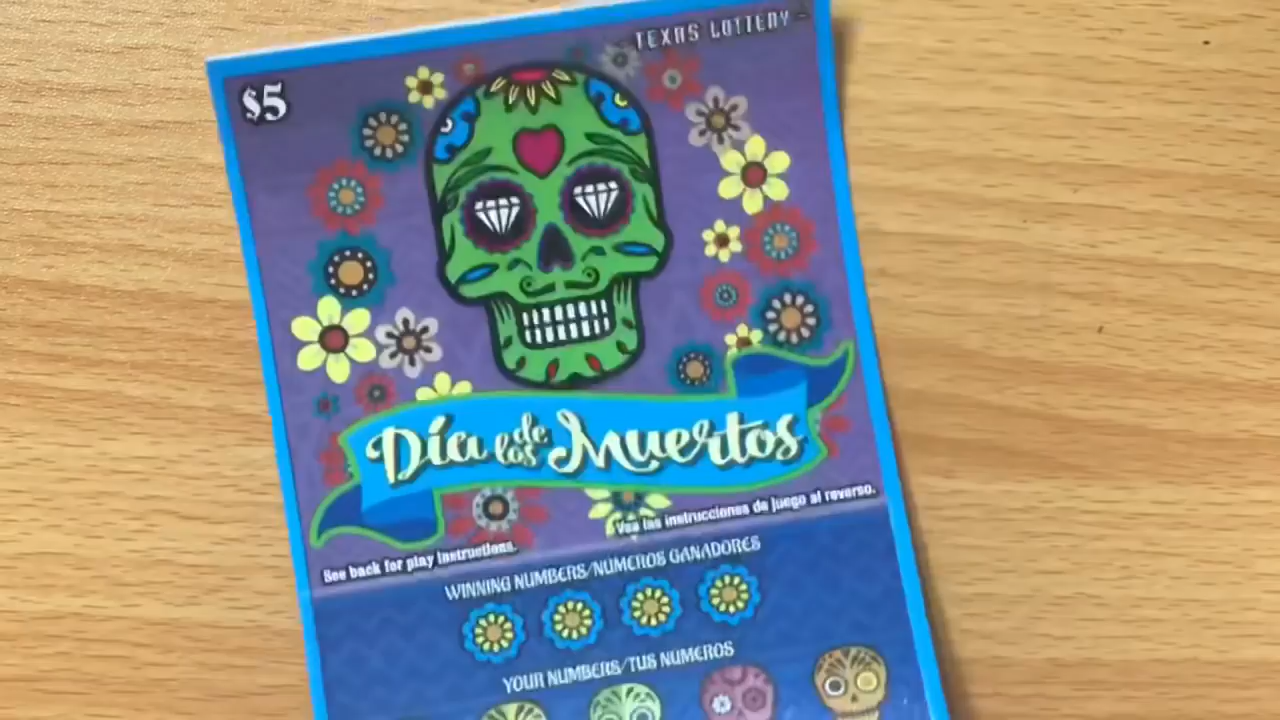 TEXAS LOTTERY
$5
Día de los Muertos
See back for play instructions.
Vea las instrucciones de juego al reverso.
WINNING NUMBERS/NUMEROS GANADORES
YOUR NUMBERS/TUS NUMEROS